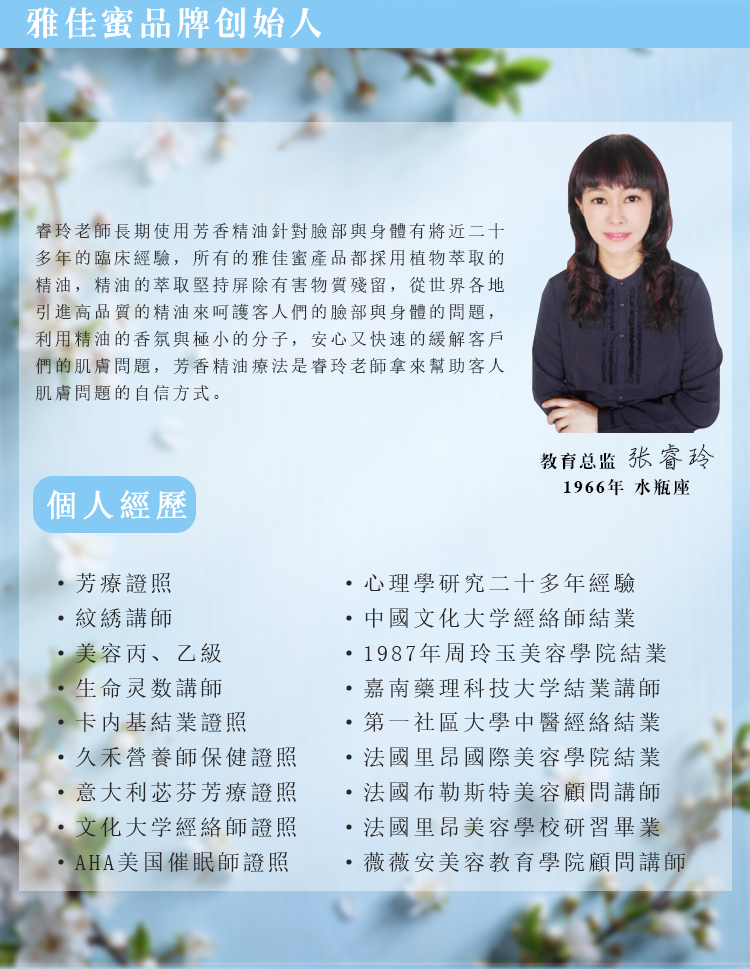 雅佳蜜品牌创始人
睿玲老師長期使用芳香精油針對臉部與身體有將近二十
多年的臨床經驗，所有的雅佳蜜產品都採用植物萃取的
精油，精油的萃取堅持屏除有害物質殘留，從世界各地
引進高品質的精油來呵護客人們的臉部與身體的問題，
利用精油的香氛與極小的分子，安心又快速的緩解客戶
們的肌膚問題，芳香精油療法是睿玲老師拿來幫助客人
肌膚問題的自信方式。
教育总监 张睿玲
1966年 水瓶座
個人經歷
·芳療證照
·紋綉講師
·美容丙、乙級
·生命灵数講師
·卡内基結業證照
·久禾營養師保健證照
·意大利苾芬芳療證照
·文化大学經絡師證照
·AHA美国催眠師證照
·心理學研究二十多年經驗
·中國文化大学經絡師結業
·1987年周玲玉美容學院結業
·嘉南藥理科技大学結業講師
·第一社區大學中醫經絡結業
·法國里昂國際美容學院結業
·法國布勒斯特美容顧問講師
·法國里昂美容學校研習畢業
·薇薇安美容教育學院顧問講師